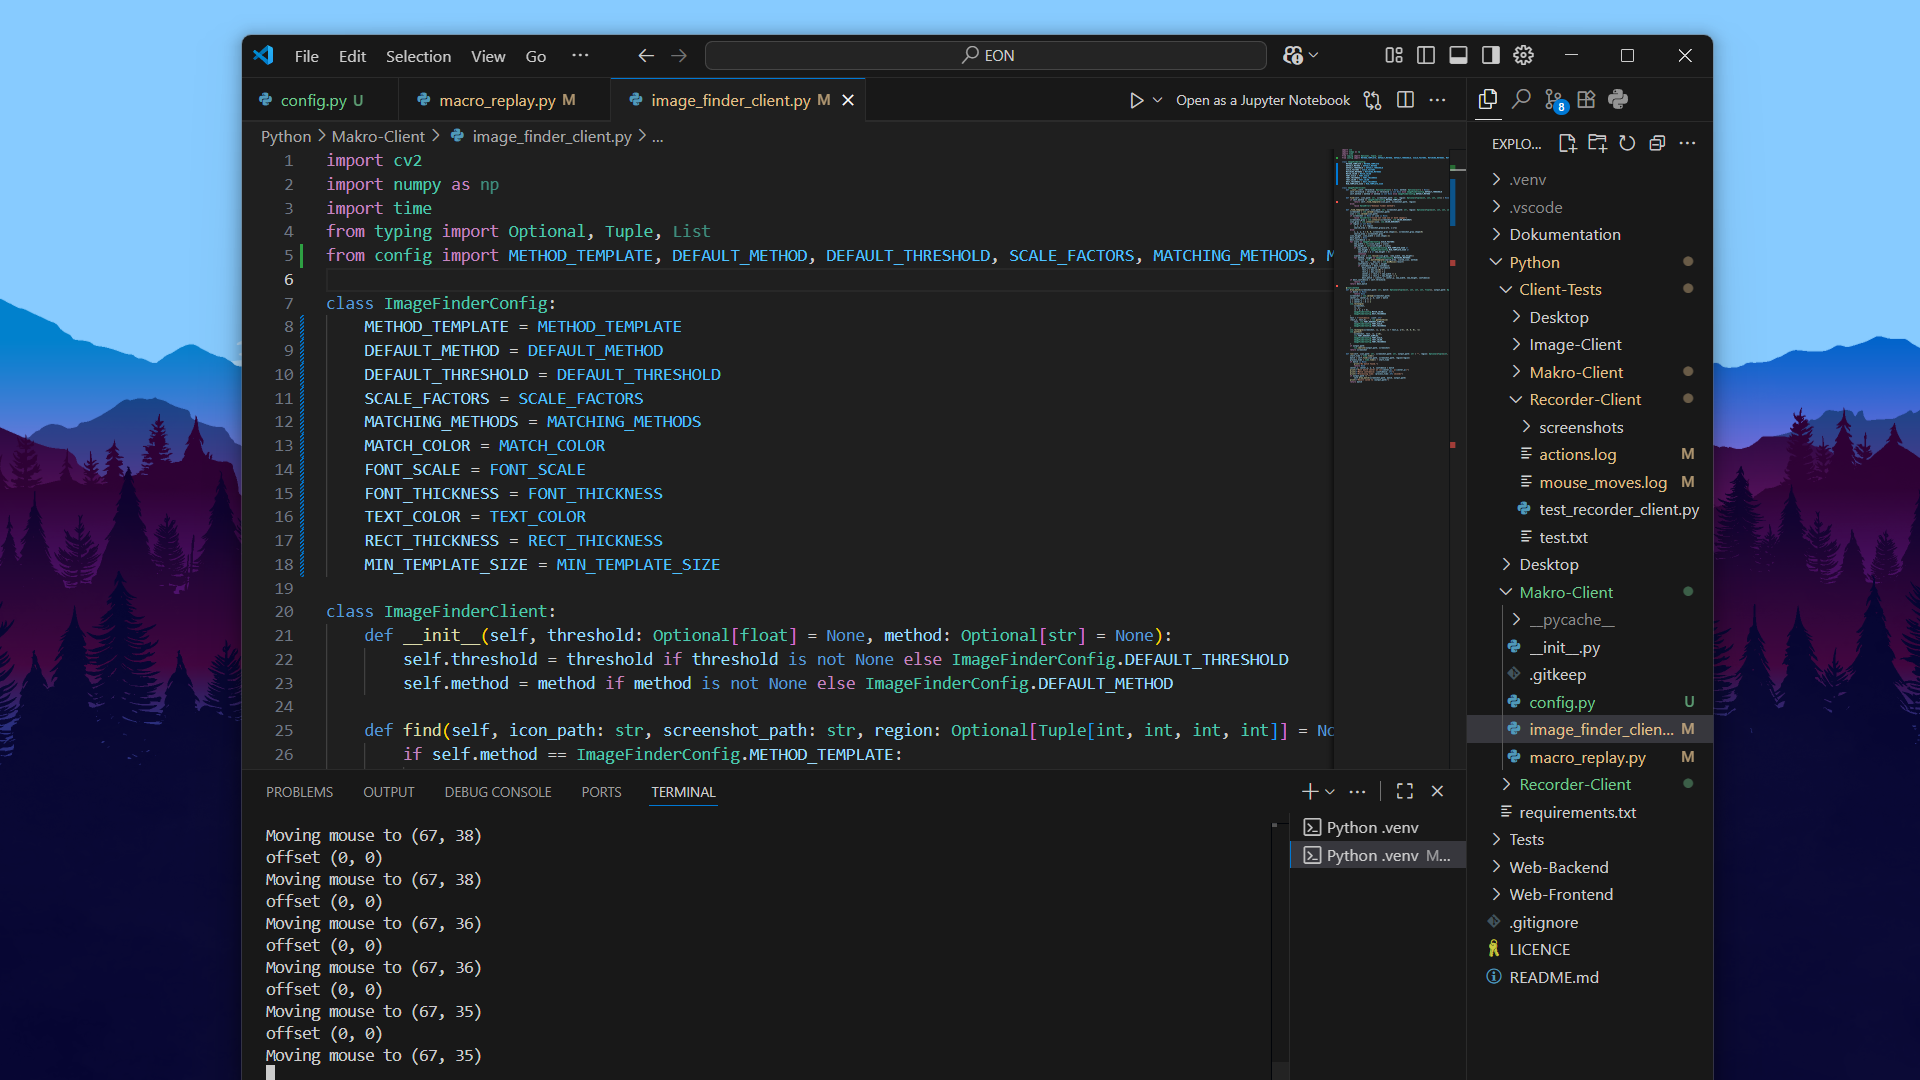 File Edit Selection View Go ···
EON
config.py U
macro_replay.py M
image_finder_client.py M
Open as a Jupyter Notebook
8
Python > Makro-Client > image_finder_client.py > ...
1 import cv2
2 import numpy as np
3 import time
4 from typing import Optional, Tuple, List
5 from config import METHOD_TEMPLATE, DEFAULT_METHOD, DEFAULT_THRESHOLD, SCALE_FACTORS, MATCHING_METHODS,
6
7 class ImageFinderConfig:
8 METHOD_TEMPLATE = METHOD_TEMPLATE
9 DEFAULT_METHOD = DEFAULT_METHOD
10 DEFAULT_THRESHOLD = DEFAULT_THRESHOLD
11 SCALE_FACTORS = SCALE_FACTORS
12 MATCHING_METHODS = MATCHING_METHODS
13 MATCH_COLOR = MATCH_COLOR
14 FONT_SCALE = FONT_SCALE
15 FONT_THICKNESS = FONT_THICKNESS
16 TEXT_COLOR = TEXT_COLOR
17 RECT_THICKNESS = RECT_THICKNESS
18 MIN_TEMPLATE_SIZE = MIN_TEMPLATE_SIZE
19
20 class ImageFinderClient:
21 def __init__(self, threshold: Optional[float] = None, method: Optional[str] = None):
22 self.threshold = threshold if threshold is not None else ImageFinderConfig.DEFAULT_THRESHOLD
23 self.method = method if method is not None else ImageFinderConfig.DEFAULT_METHOD
24
25 def find(self, icon_path: str, screenshot_path: str, region: Optional[Tuple[int, int, int, int]] = No
26 if self.method == ImageFinderConfig.METHOD_TEMPLATE:
PROBLEMS OUTPUT DEBUG CONSOLE PORTS TERMINAL
Moving mouse to (67, 38)
offset (0, 0)
Moving mouse to (67, 38)
offset (0, 0)
Moving mouse to (67, 36)
offset (0, 0)
Moving mouse to (67, 36)
offset (0, 0)
Moving mouse to (67, 35)
offset (0, 0)
Moving mouse to (67, 35)
Python .venv
Python .venv M...
EXPLO...
.venv
.vscode
Dokumentation
Python
Client-Tests
Desktop
Image-Client
Makro-Client
Recorder-Client
screenshots
actions.log M
mouse_moves.log M
test_recorder_client.py
test.txt
Desktop
Makro-Client
__pycache__
__init__.py
.gitkeep
config.py U
image_finder_clien... M
macro_replay.py M
Recorder-Client
requirements.txt
Tests
Web-Backend
Web-Frontend
.gitignore
LICENCE
README.md